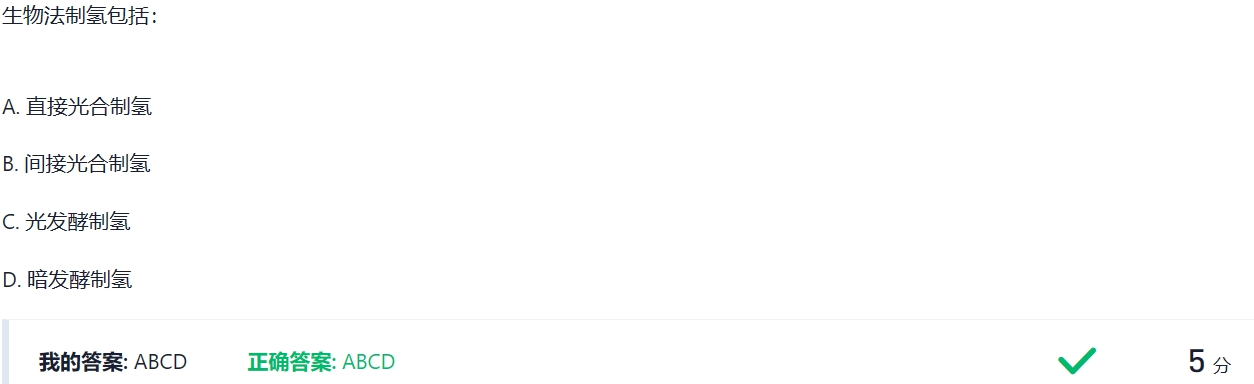 生物法制氢包括：
A. 直接光合制氢
B. 间接光合制氢
C. 光发酵制氢
D. 暗发酵制氢
我的答案: ABCD 正确答案: ABCD 5 分